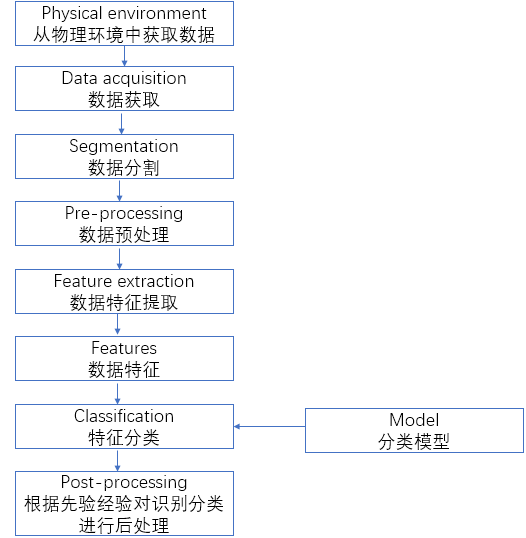 Physical environment
从物理环境中获取数据
Data acquisition
数据获取
Segmentation
数据分割
Pre-processing
数据预处理
Feature extraction
数据特征提取
Features
数据特征
Classification
特征分类
Model
分类模型
Post-processing
根据先验经验对识别分类
进行后处理